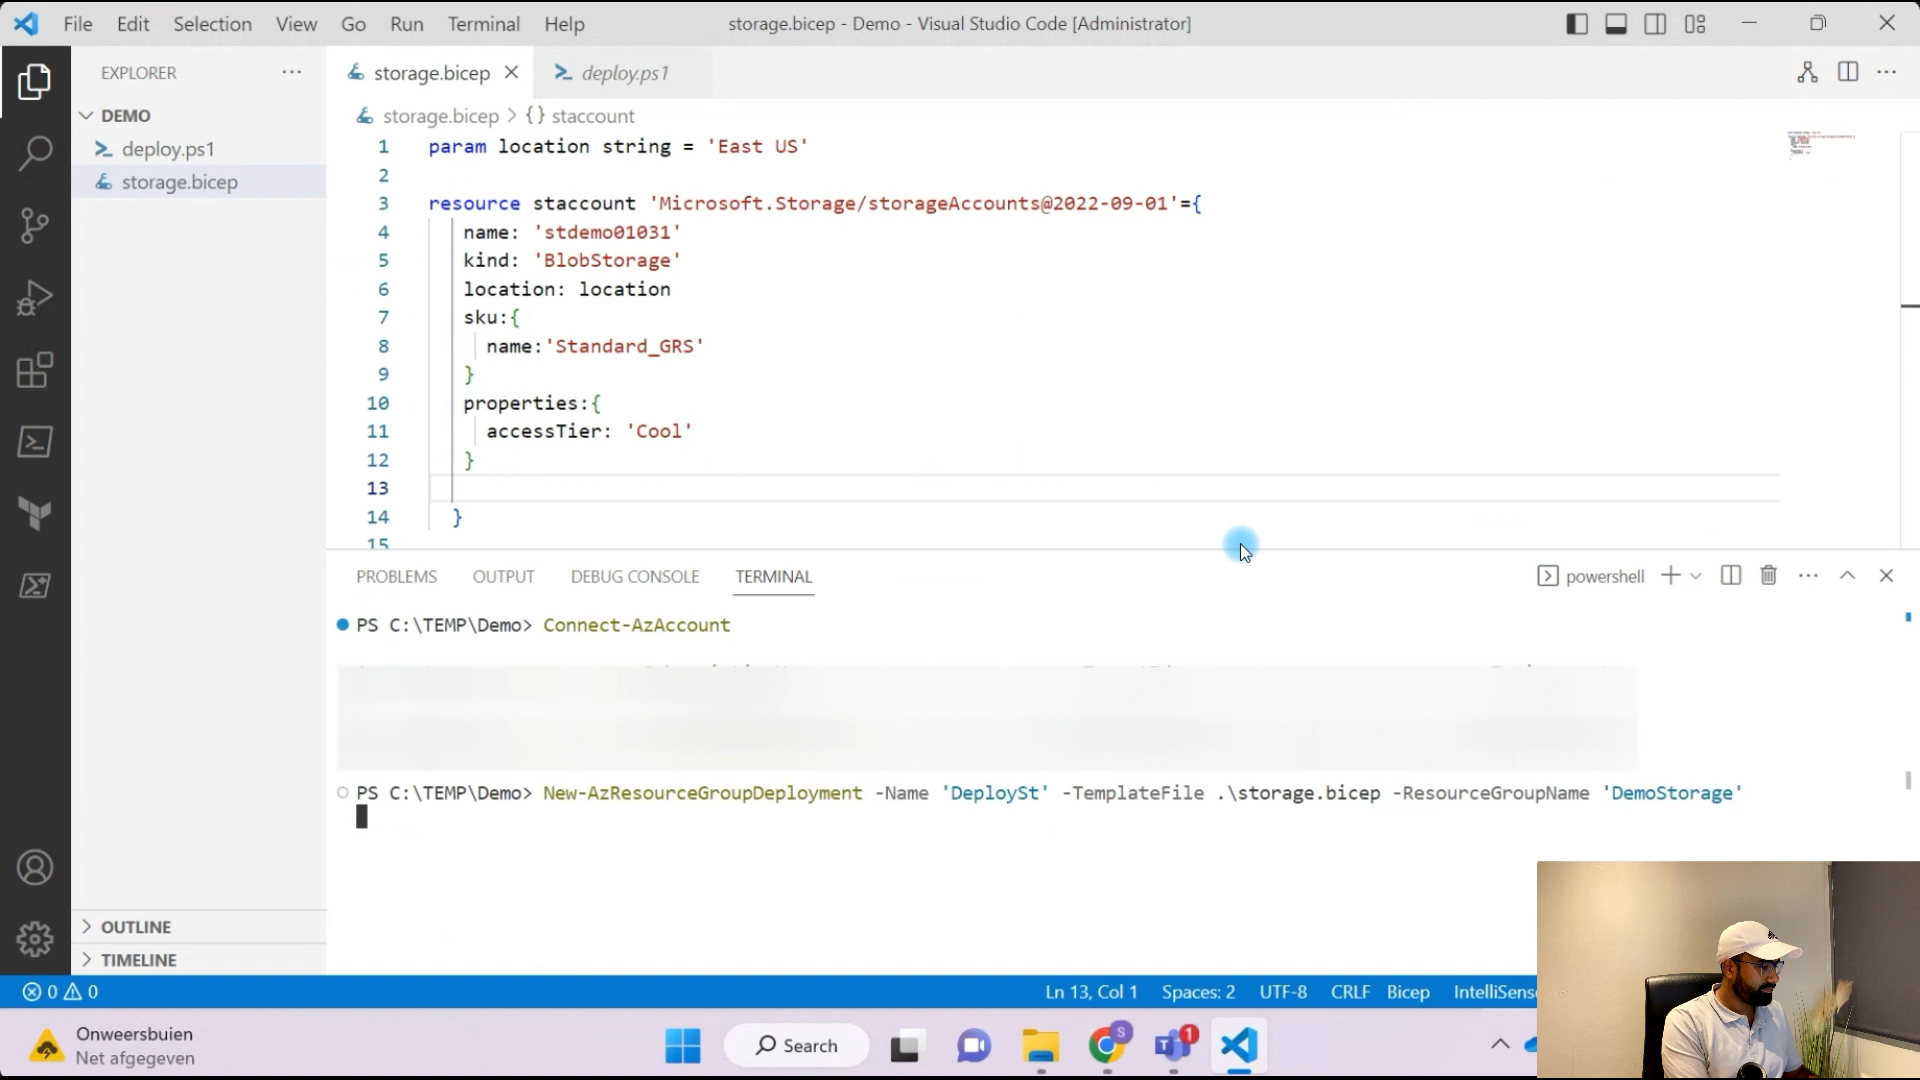 File Edit Selection View Go Run Terminal Help
storage.bicep - Demo - Visual Studio Code [Administrator]
EXPLORER
DEMO
deploy.ps1
storage.bicep
OUTLINE
TIMELINE
storage.bicep
deploy.ps1
storage.bicep > {} staccount
1 param location string = 'East US'
2
3 resource staccount 'Microsoft.Storage/storageAccounts@2022-09-01'={
4 name: 'stdemo01031'
5 kind: 'BlobStorage'
6 location: location
7 sku:{
8 name:'Standard_GRS'
9 }
10 properties:{
11 accessTier: 'Cool'
12 }
13
14 }
15
PROBLEMS OUTPUT DEBUG CONSOLE TERMINAL
powershell
PS C:\TEMP\Demo> Connect-AzAccount
PS C:\TEMP\Demo> New-AzResourceGroupDeployment -Name 'DeploySt' -TemplateFile .\storage.bicep -ResourceGroupName 'DemoStorage'
0 0
Ln 13, Col 1 Spaces: 2 UTF-8 CRLF Bicep IntelliSens
Onweersbuien
Net afgegeven
Search
S
1